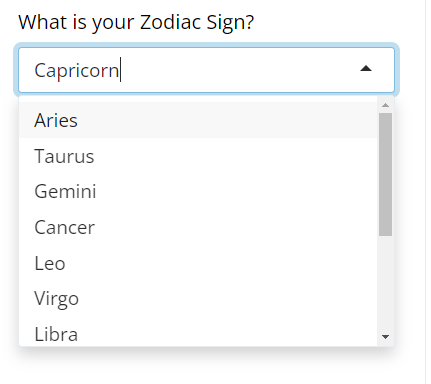 What is your Zodiac Sign?
Capricorn
Aries
Taurus
Gemini
Cancer
Leo
Virgo
Libra